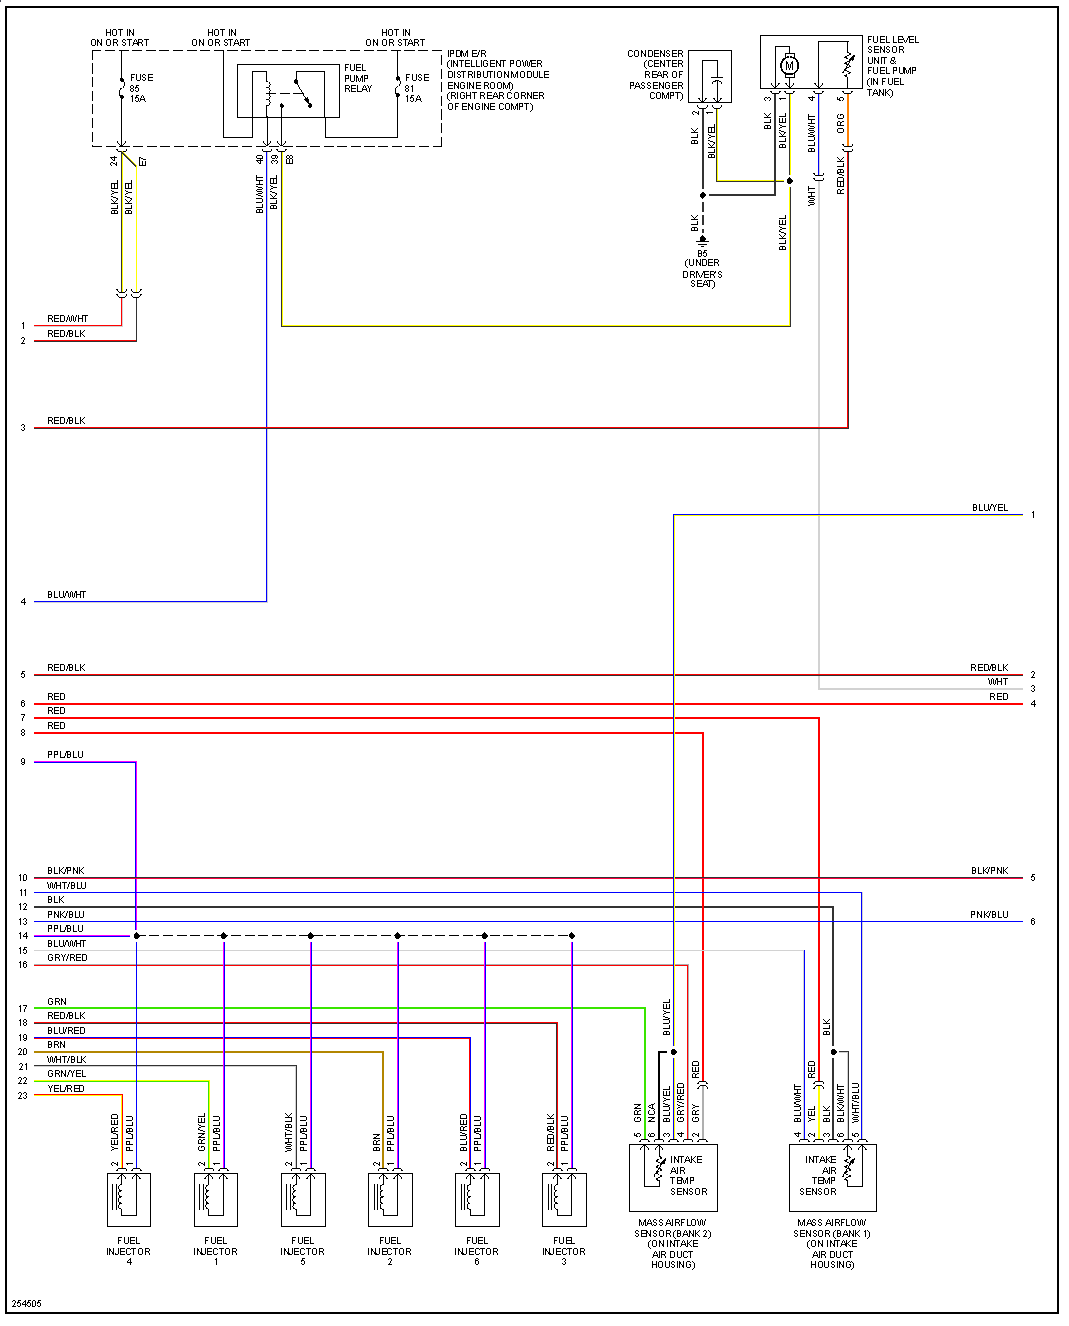 HOT IN
ON OR START
HOT IN
ON OR START
HOT IN
ON OR START
FUSE
85
15A
FUEL
PUMP
RELAY
FUSE
81
15A
IPDM E/R
(INTELLIGENT POWER
DISTRIBUTION MODULE
ENGINE ROOM)
(RIGHT REAR CORNER
OF ENGINE COMPT)
CONDENSER
(CENTER
REAR OF
PASSENGER
COMPT)
M
FUEL LEVEL
SENSOR
UNIT &
FUEL PUMP
(IN FUEL
TANK)
24
E7
40
39
E8
2
1
3
1
4
5
BLK/YEL
BLK/YEL
BLU/WHT
BLK/YEL
BLK
BLK/YEL
BLK
BLK/YEL
BLU/WHT
ORG
WHT
RED/BLK
BLK
BLK/YEL
B5
(UNDER
DRIVER'S
SEAT)
1 RED/WHT
2 RED/BLK
3 RED/BLK
BLU/YEL 1
4 BLU/WHT
5 RED/BLK
RED/BLK 2
WHT 3
6 RED
RED 4
7 RED
8 RED
9 PPL/BLU
10 BLK/PNK
BLK/PNK 5
11 WHT/BLU
12 BLK
13 PNK/BLU
PNK/BLU 6
14 PPL/BLU
15 BLU/WHT
16 GRY/RED
17 GRN
18 RED/BLK
19 BLU/RED
20 BRN
21 WHT/BLK
22 GRN/YEL
23 YEL/RED
BLU/YEL
BLK
RED
RED
2 YEL/RED
1 PPL/BLU
2 GRN/YEL
1 PPL/BLU
2 WHT/BLK
1 PPL/BLU
2 BRN
1 PPL/BLU
2 BLU/RED
1 PPL/BLU
2 RED/BLK
1 PPL/BLU
5 GRN
6 NCA
3 BLU/YEL
4 GRY/RED
2 GRY
4 BLU/WHT
2 YEL
3 BLK
6 BLK/WHT
5 WHT/BLU
INTAKE
AIR
TEMP
SENSOR
INTAKE
AIR
TEMP
SENSOR
FUEL
INJECTOR
4
FUEL
INJECTOR
1
FUEL
INJECTOR
5
FUEL
INJECTOR
2
FUEL
INJECTOR
6
FUEL
INJECTOR
3
MASS AIRFLOW
SENSOR (BANK 2)
(ON INTAKE
AIR DUCT
HOUSING)
MASS AIRFLOW
SENSOR (BANK 1)
(ON INTAKE
AIR DUCT
HOUSING)
254505